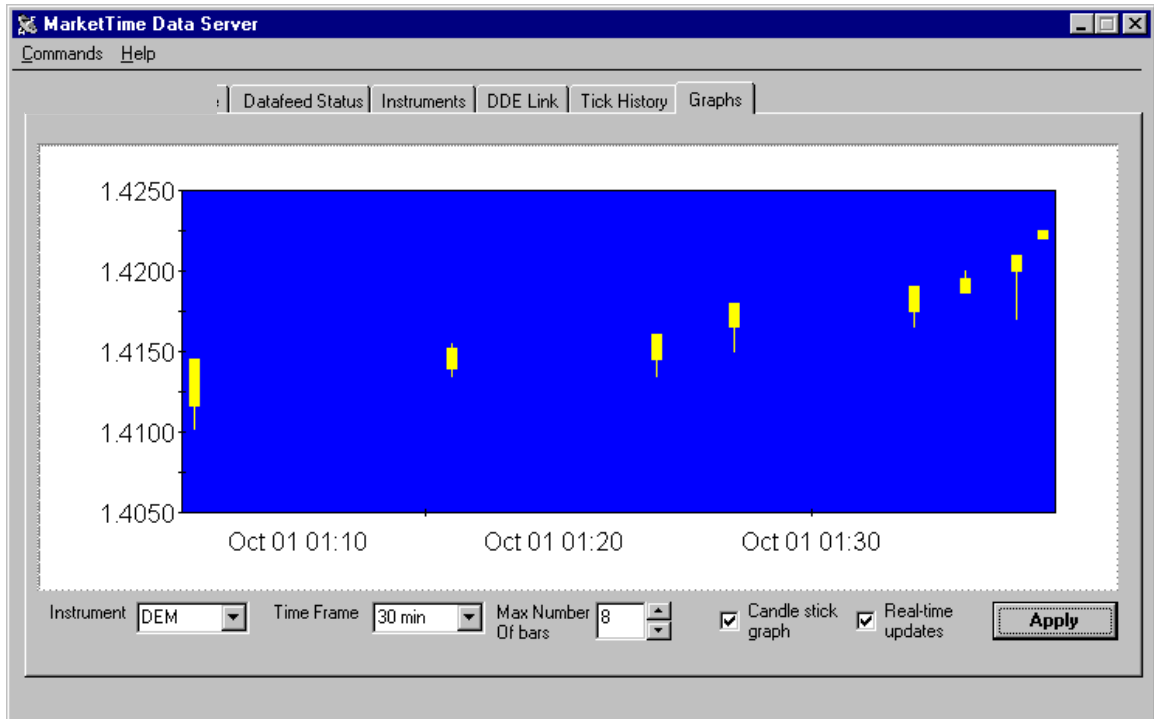 MarketTime Data Server
Commands Help
Datafeed Status Instruments DDE Link Tick History Graphs
1.4250
1.4200
1.4150
1.4100
1.4050
Oct 01 01:10 Oct 01 01:20 Oct 01 01:30
Instrument DEM Time Frame 30 min Max Number Of bars 8 Candle stick graph Real-time updates Apply